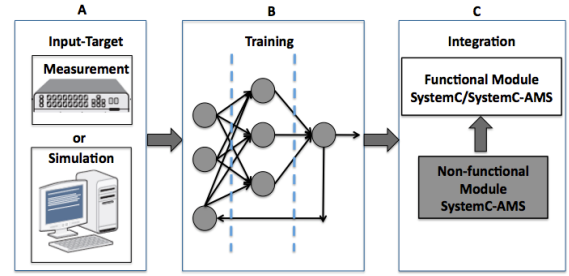 A
Input-Target
Measurement
or
Simulation
B
Training
C
Integration
Functional Module
SystemC/SystemC-AMS
Non-functional
Module
SystemC-AMS